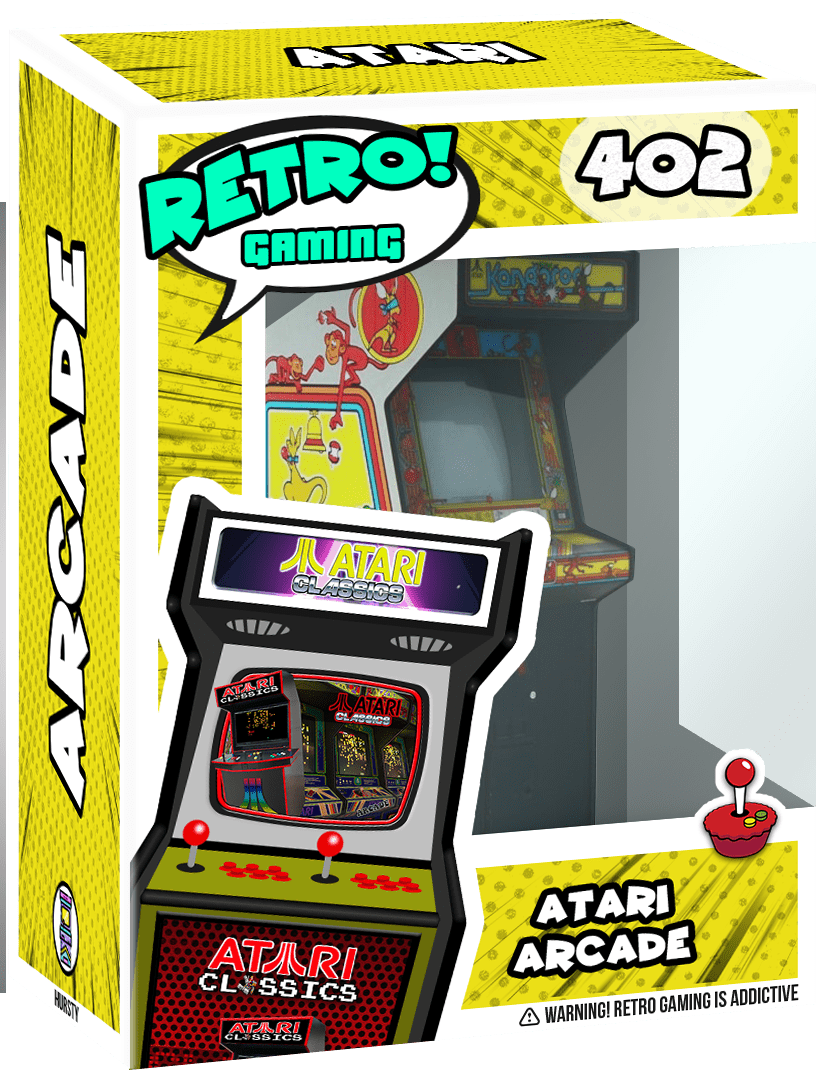 ATARI
RETRO!
GAMING
402
ARCADE
Kangaroo
ATARI
CLASSICS
ATARI
CLASSICS
ATARI
CLASSICS
ARCADE
ATARI
CLASSICS
ATARI
CLASSICS
ATARI
ARCADE
WARNING! RETRO GAMING IS ADDICTIVE
HURSTY